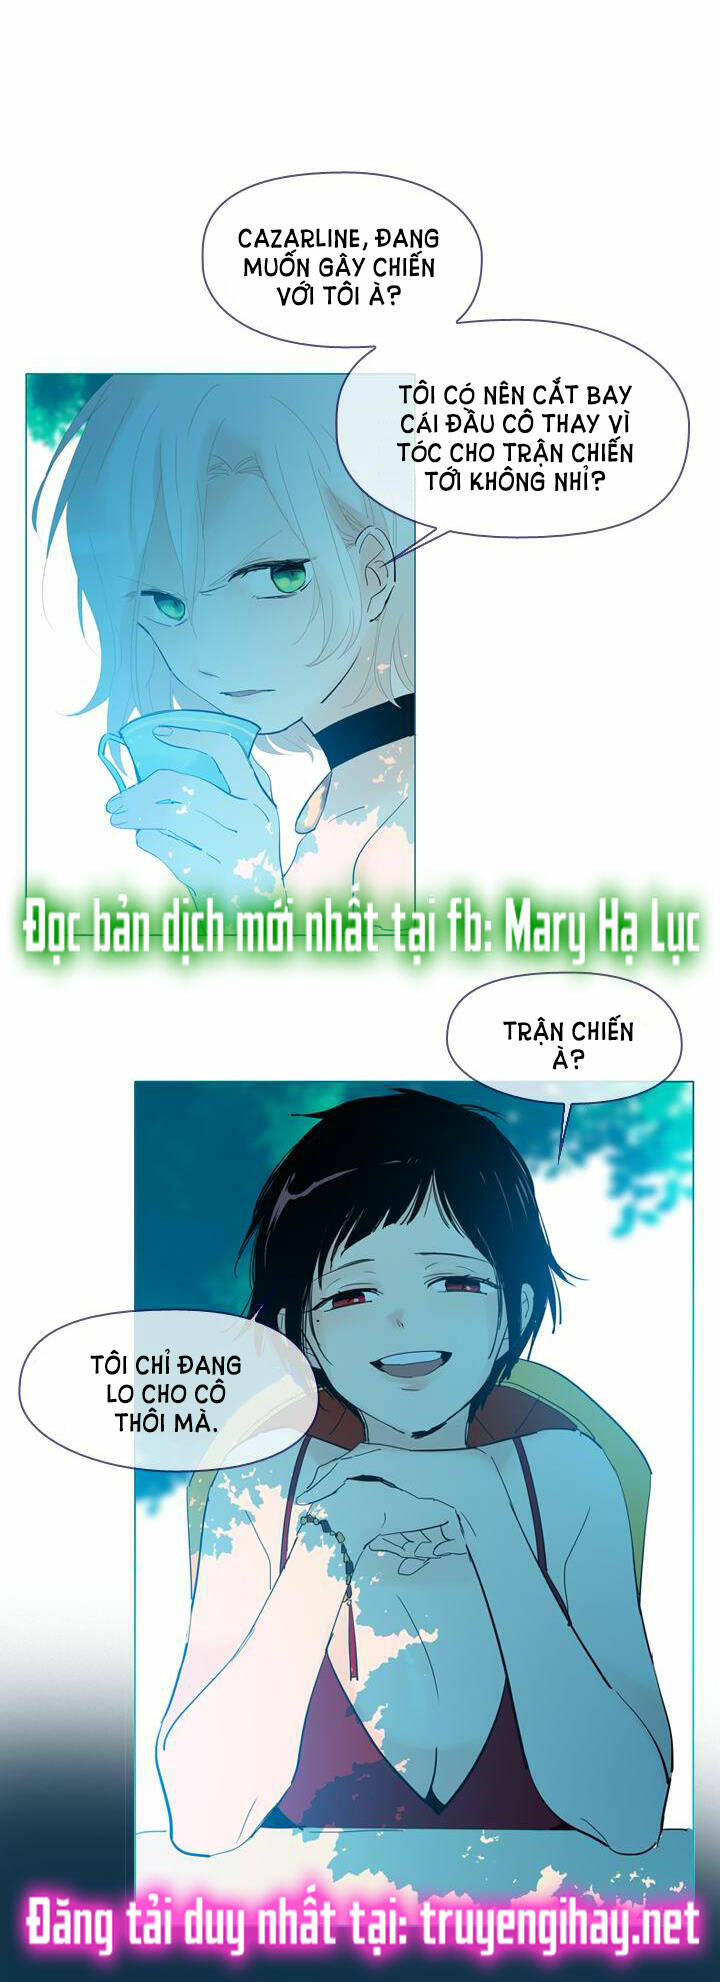 CAZARLINE, ĐANG
MUỐN GÂY CHIẾN
VỚI TÔI À?
TÔI CÓ NÊN CẮT BAY
CÁI ĐẦU CÔ THAY VÌ
TÓC CHO TRẬN CHIẾN
TỚI KHÔNG NHỈ?
Đọc bản dịch mới nhất tại fb: Mary Hạ Lục
TRẬN CHIẾN
À?
TÔI CHỈ ĐANG
LO CHO CÔ
THÔI MÀ.
Đăng tải duy nhất tại: truyengihay.net